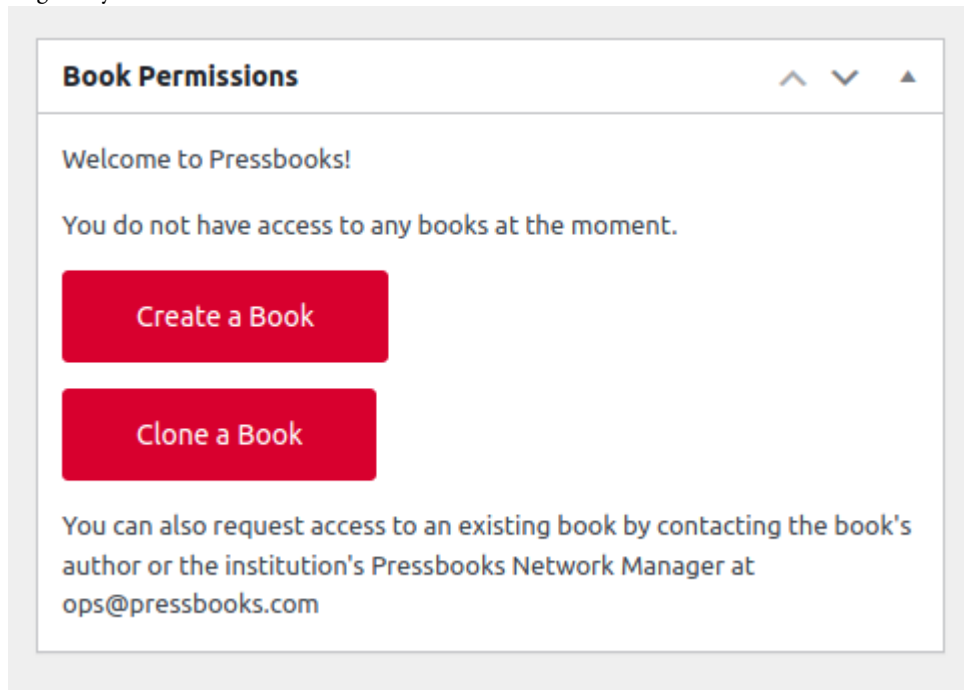 Book Permissions
Welcome to Pressbooks!
You do not have access to any books at the moment.
Create a Book
Clone a Book
You can also request access to an existing book by contacting the book's
author or the institution's Pressbooks Network Manager at
ops@pressbooks.com